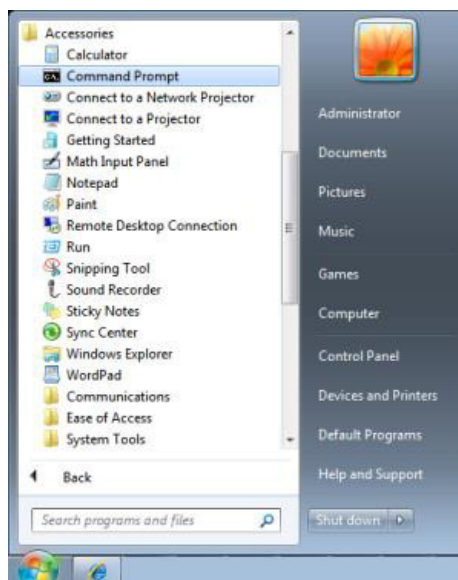 Accessories
Calculator
Command Prompt
Connect to a Network Projector
Connect to a Projector
Getting Started
Math Input Panel
Notepad
Paint
Remote Desktop Connection
Run
Snipping Tool
Sound Recorder
Sticky Notes
Sync Center
Windows Explorer
WordPad
Communications
Ease of Access
System Tools
Back
Search programs and files
Administrator
Documents
Pictures
Music
Games
Computer
Control Panel
Devices and Printers
Default Programs
Help and Support
Shut down